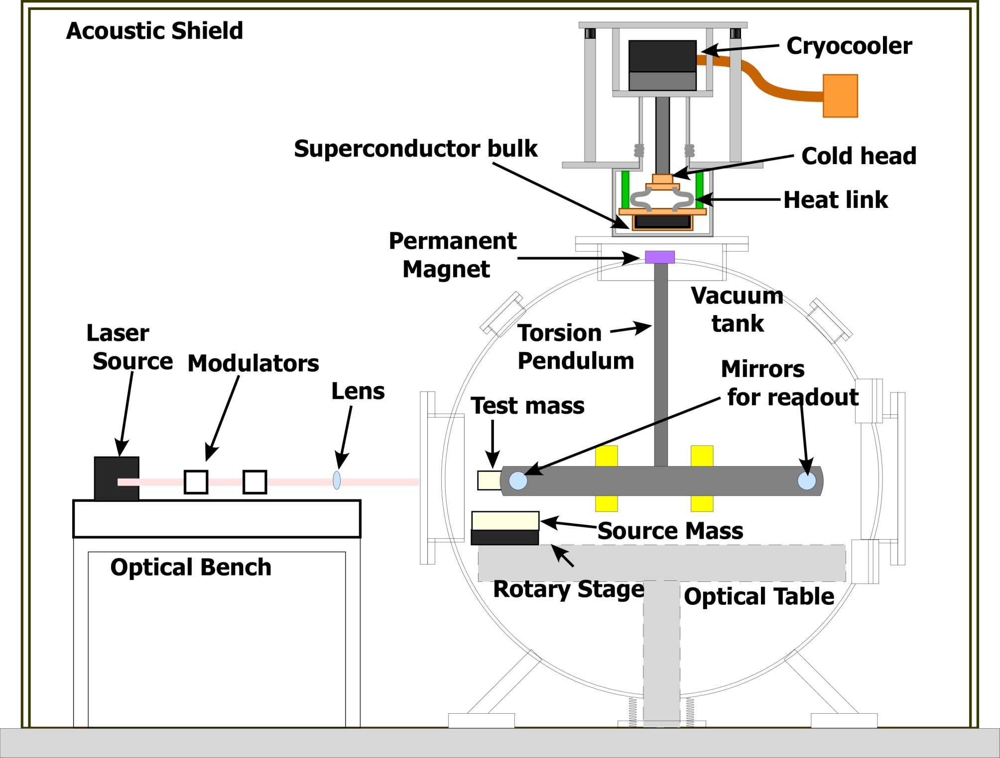 Acoustic Shield
Cryocooler
Superconductor bulk
Cold head
Heat link
Permanent
Magnet
Vacuum
tank
Torsion
Pendulum
Laser
Source
Modulators
Lens
Mirrors
for readout
Test mass
Source Mass
Optical Bench
Rotary Stage
Optical Table